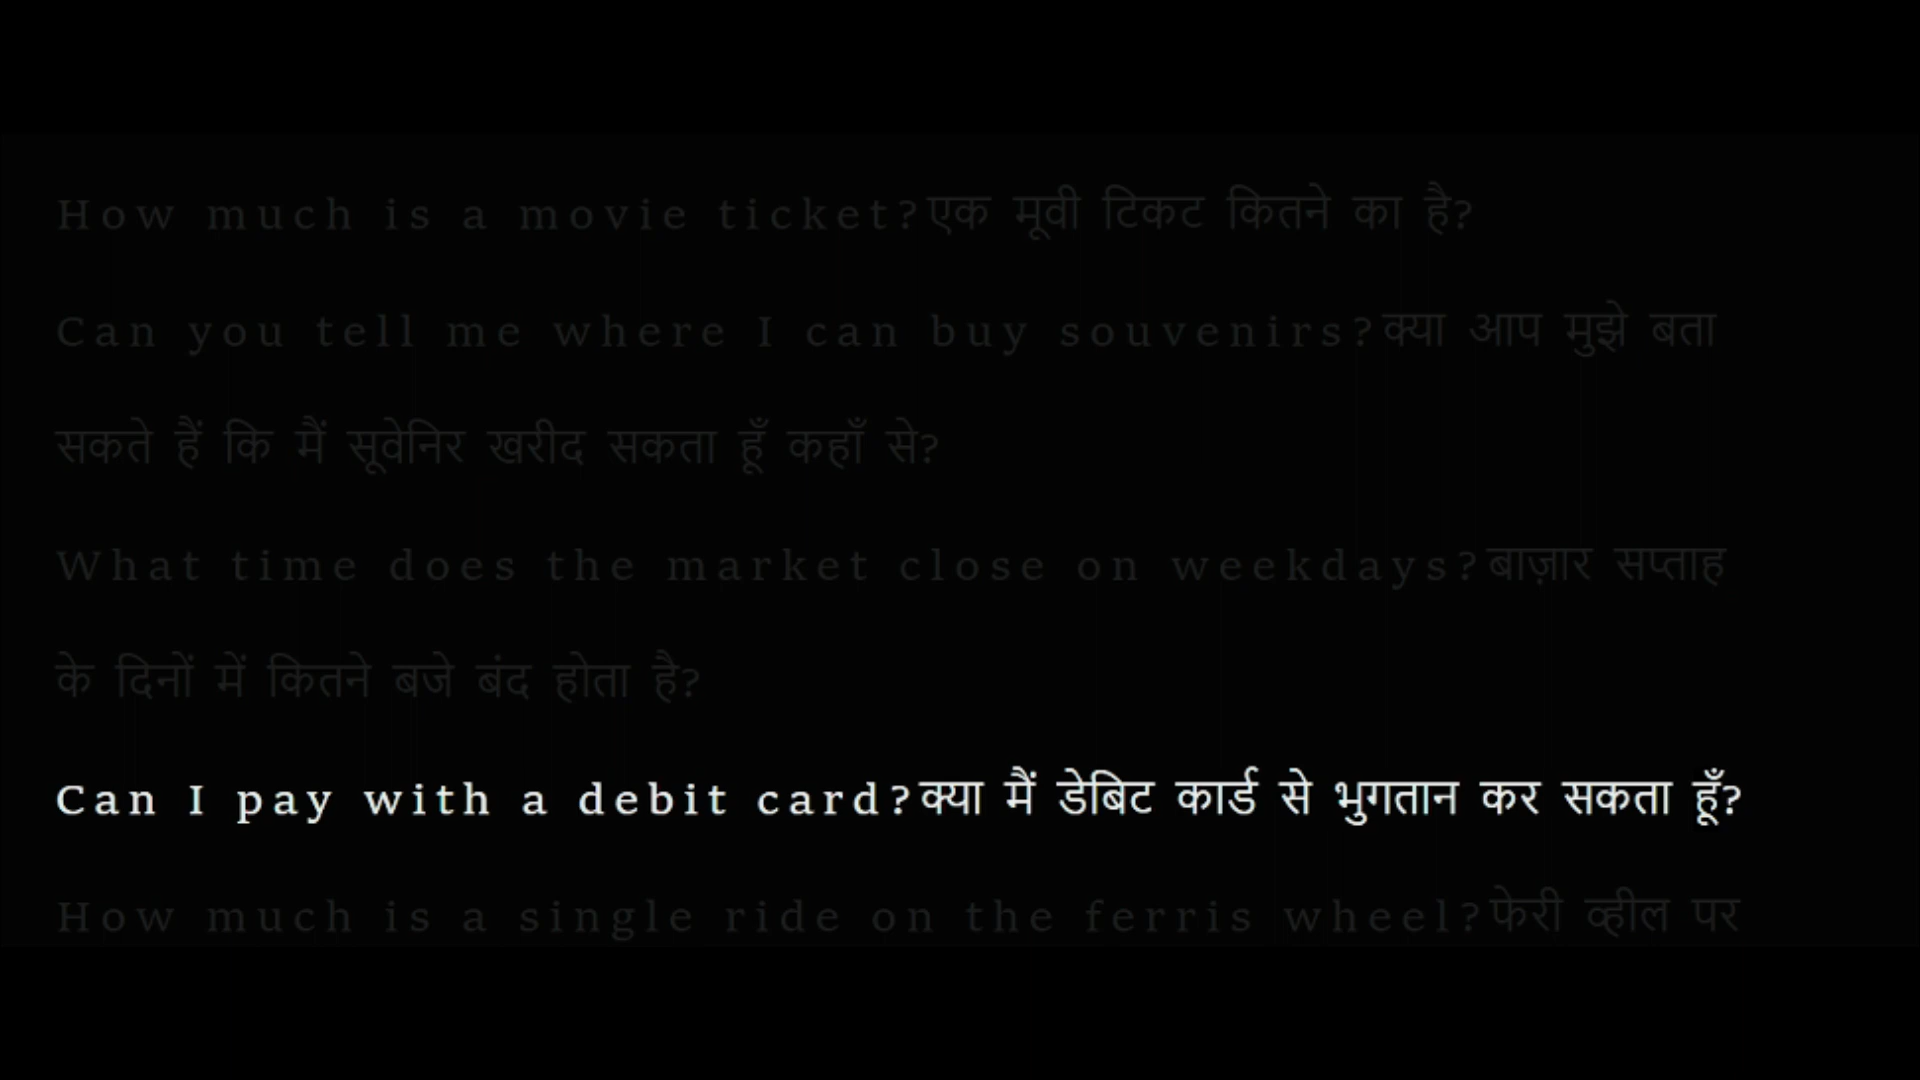 How much is a movie ticket?एक मूवी टिकट कितने का है?
Can you tell me where I can buy souvenirs?क्या आप मुझे बता
सकते हैं कि मैं सूवेनिर खरीद सकता हूँ कहाँ से?
What time does the market close on weekdays?बाज़ार सप्ताह
के दिनों में कितने बजे बंद होता है?
Can I pay with a debit card?क्या मैं डेबिट कार्ड से भुगतान कर सकता हूँ?
How much is a single ride on the ferris wheel?फेरी व्हील पर